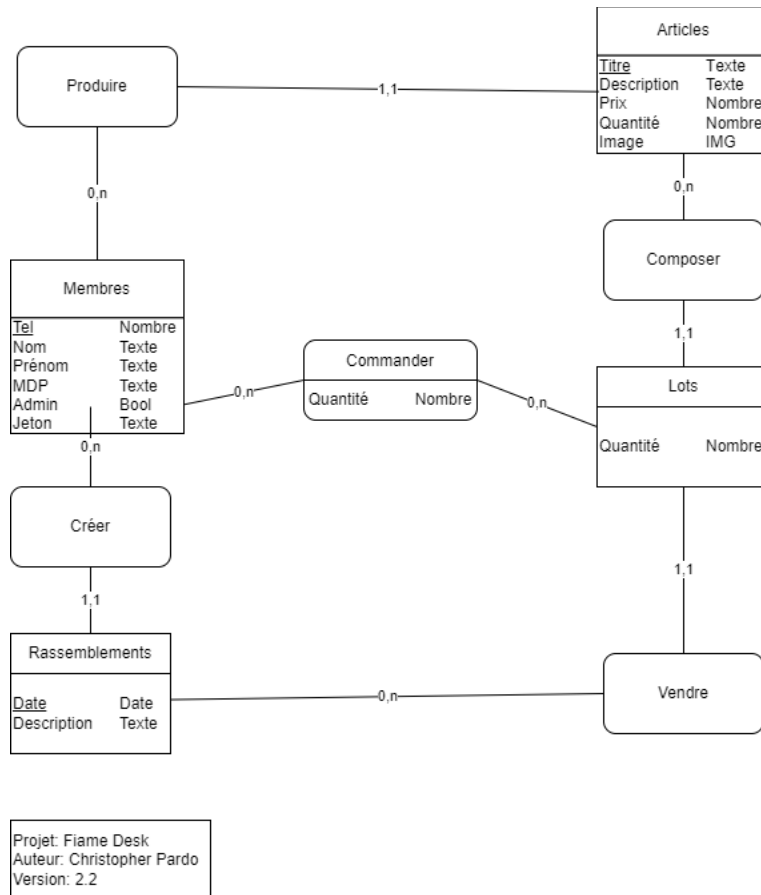 Articles
Produire
1,1
Titre Texte
Description Texte
Prix Nombre
Quantité Nombre
Image IMG
0,n
0,n
Composer
Membres
1,1
Tel Nombre
Nom Texte
Prénom Texte
MDP Texte
Admin Bool
Jeton Texte
Commander
Quantité Nombre
0,n
0,n
Lots
Quantité Nombre
0,n
Créer
1,1
1,1
Rassemblements
Date Date
Description Texte
0,n
Vendre
Projet: Fiame Desk
Auteur: Christopher Pardo
Version: 2.2